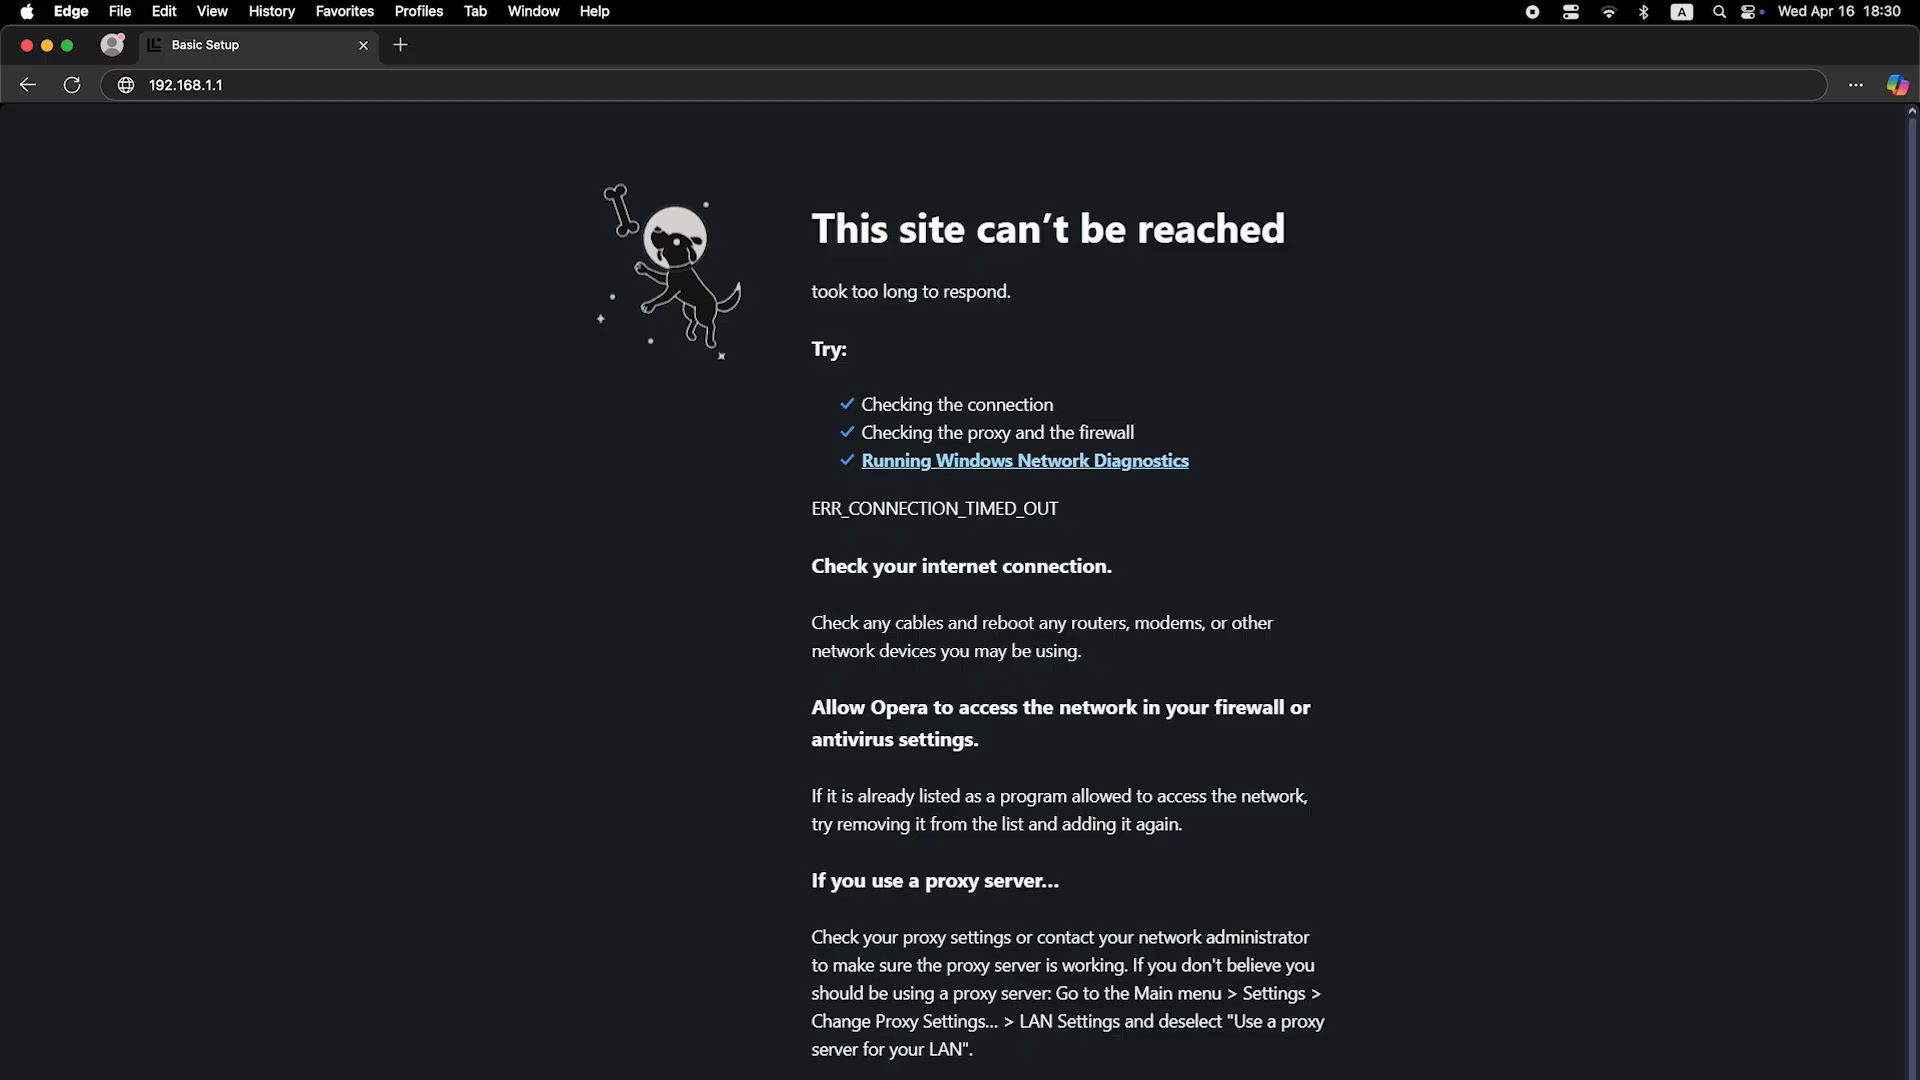 Edge File Edit View History Favorites Profiles Tab Window Help
A
Wed Apr 16 18:30
Basic Setup
192.168.1.1
This site can’t be reached
took too long to respond.
Try:
Checking the connection
Checking the proxy and the firewall
Running Windows Network Diagnostics
ERR_CONNECTION_TIMED_OUT
Check your internet connection.
Check any cables and reboot any routers, modems, or other
network devices you may be using.
Allow Opera to access the network in your firewall or
antivirus settings.
If it is already listed as a program allowed to access the network,
try removing it from the list and adding it again.
If you use a proxy server...
Check your proxy settings or contact your network administrator
to make sure the proxy server is working. If you don't believe you
should be using a proxy server: Go to the Main menu > Settings >
Change Proxy Settings... > LAN Settings and deselect "Use a proxy
server for your LAN".